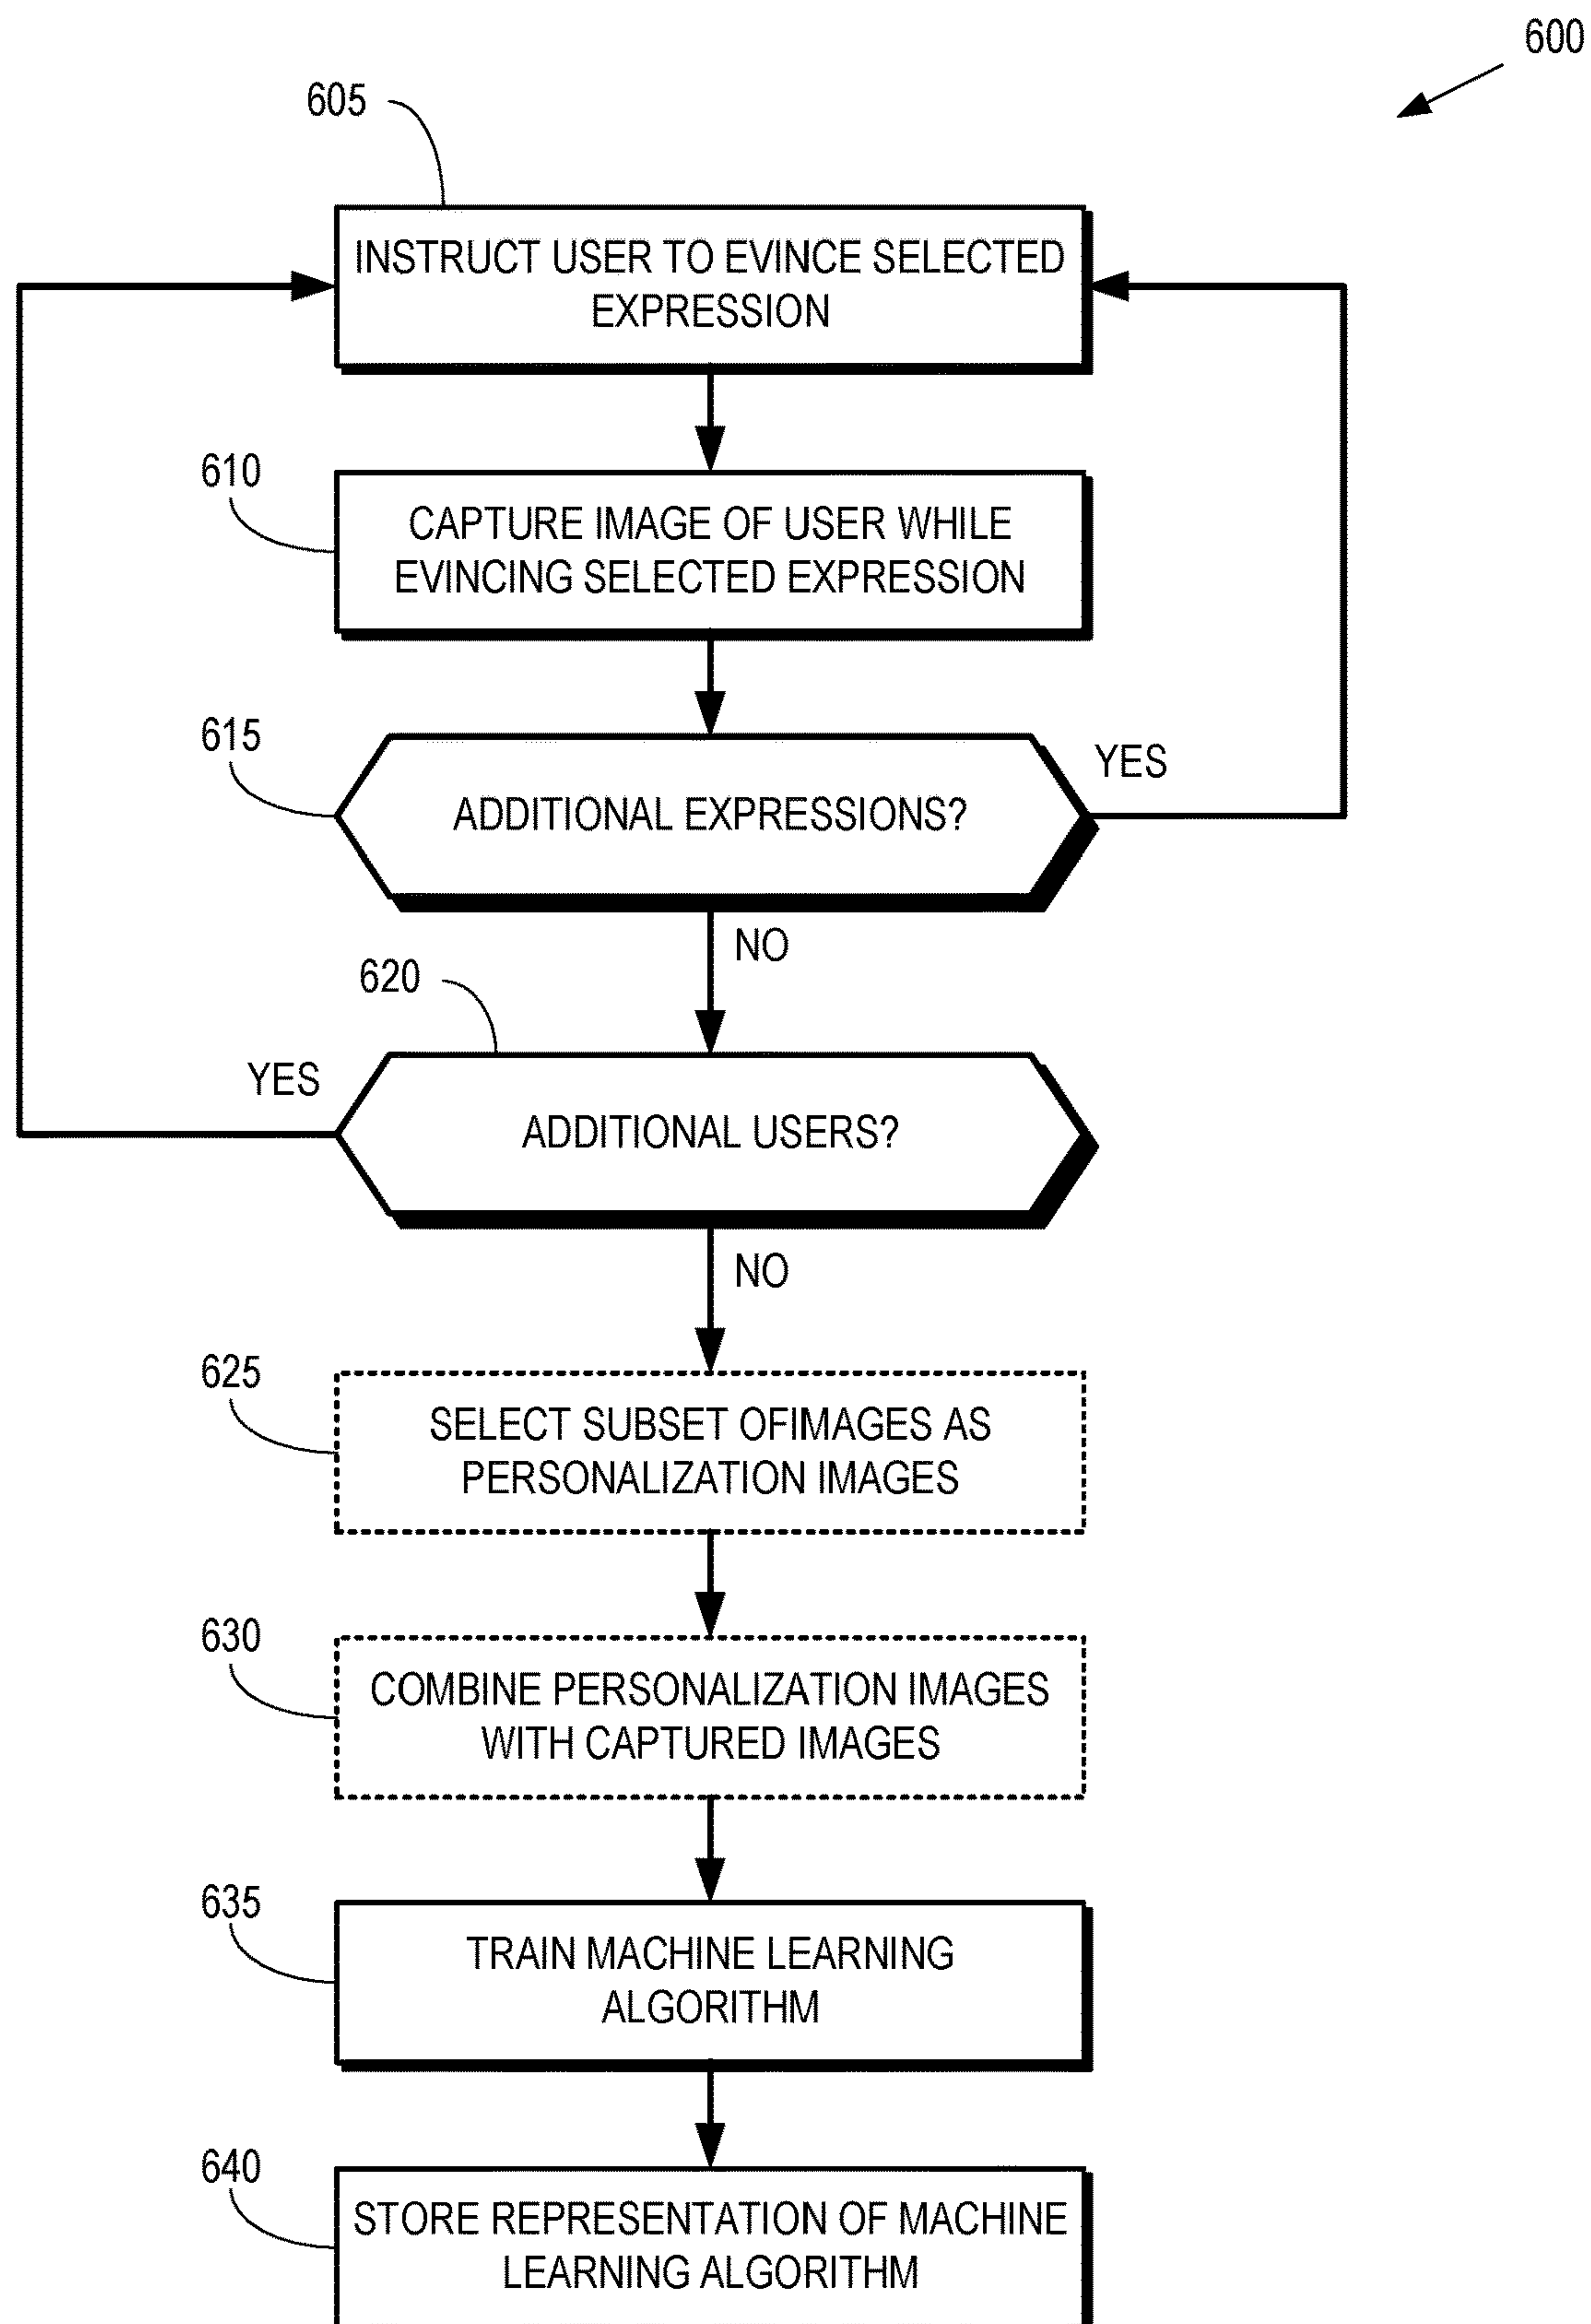 600
605
INSTRUCT USER TO EVINCE SELECTED
EXPRESSION
610
CAPTURE IMAGE OF USER WHILE
EVINCING SELECTED EXPRESSION
615
YES
ADDITIONAL EXPRESSIONS?
NO
620
YES
ADDITIONAL USERS?
NO
625
SELECT SUBSET OFIMAGES AS
PERSONALIZATION IMAGES
630
COMBINE PERSONALIZATION IMAGES
WITH CAPTURED IMAGES
635
TRAIN MACHINE LEARNING
ALGORITHM
640
STORE REPRESENTATION OF MACHINE
LEARNING ALGORITHM